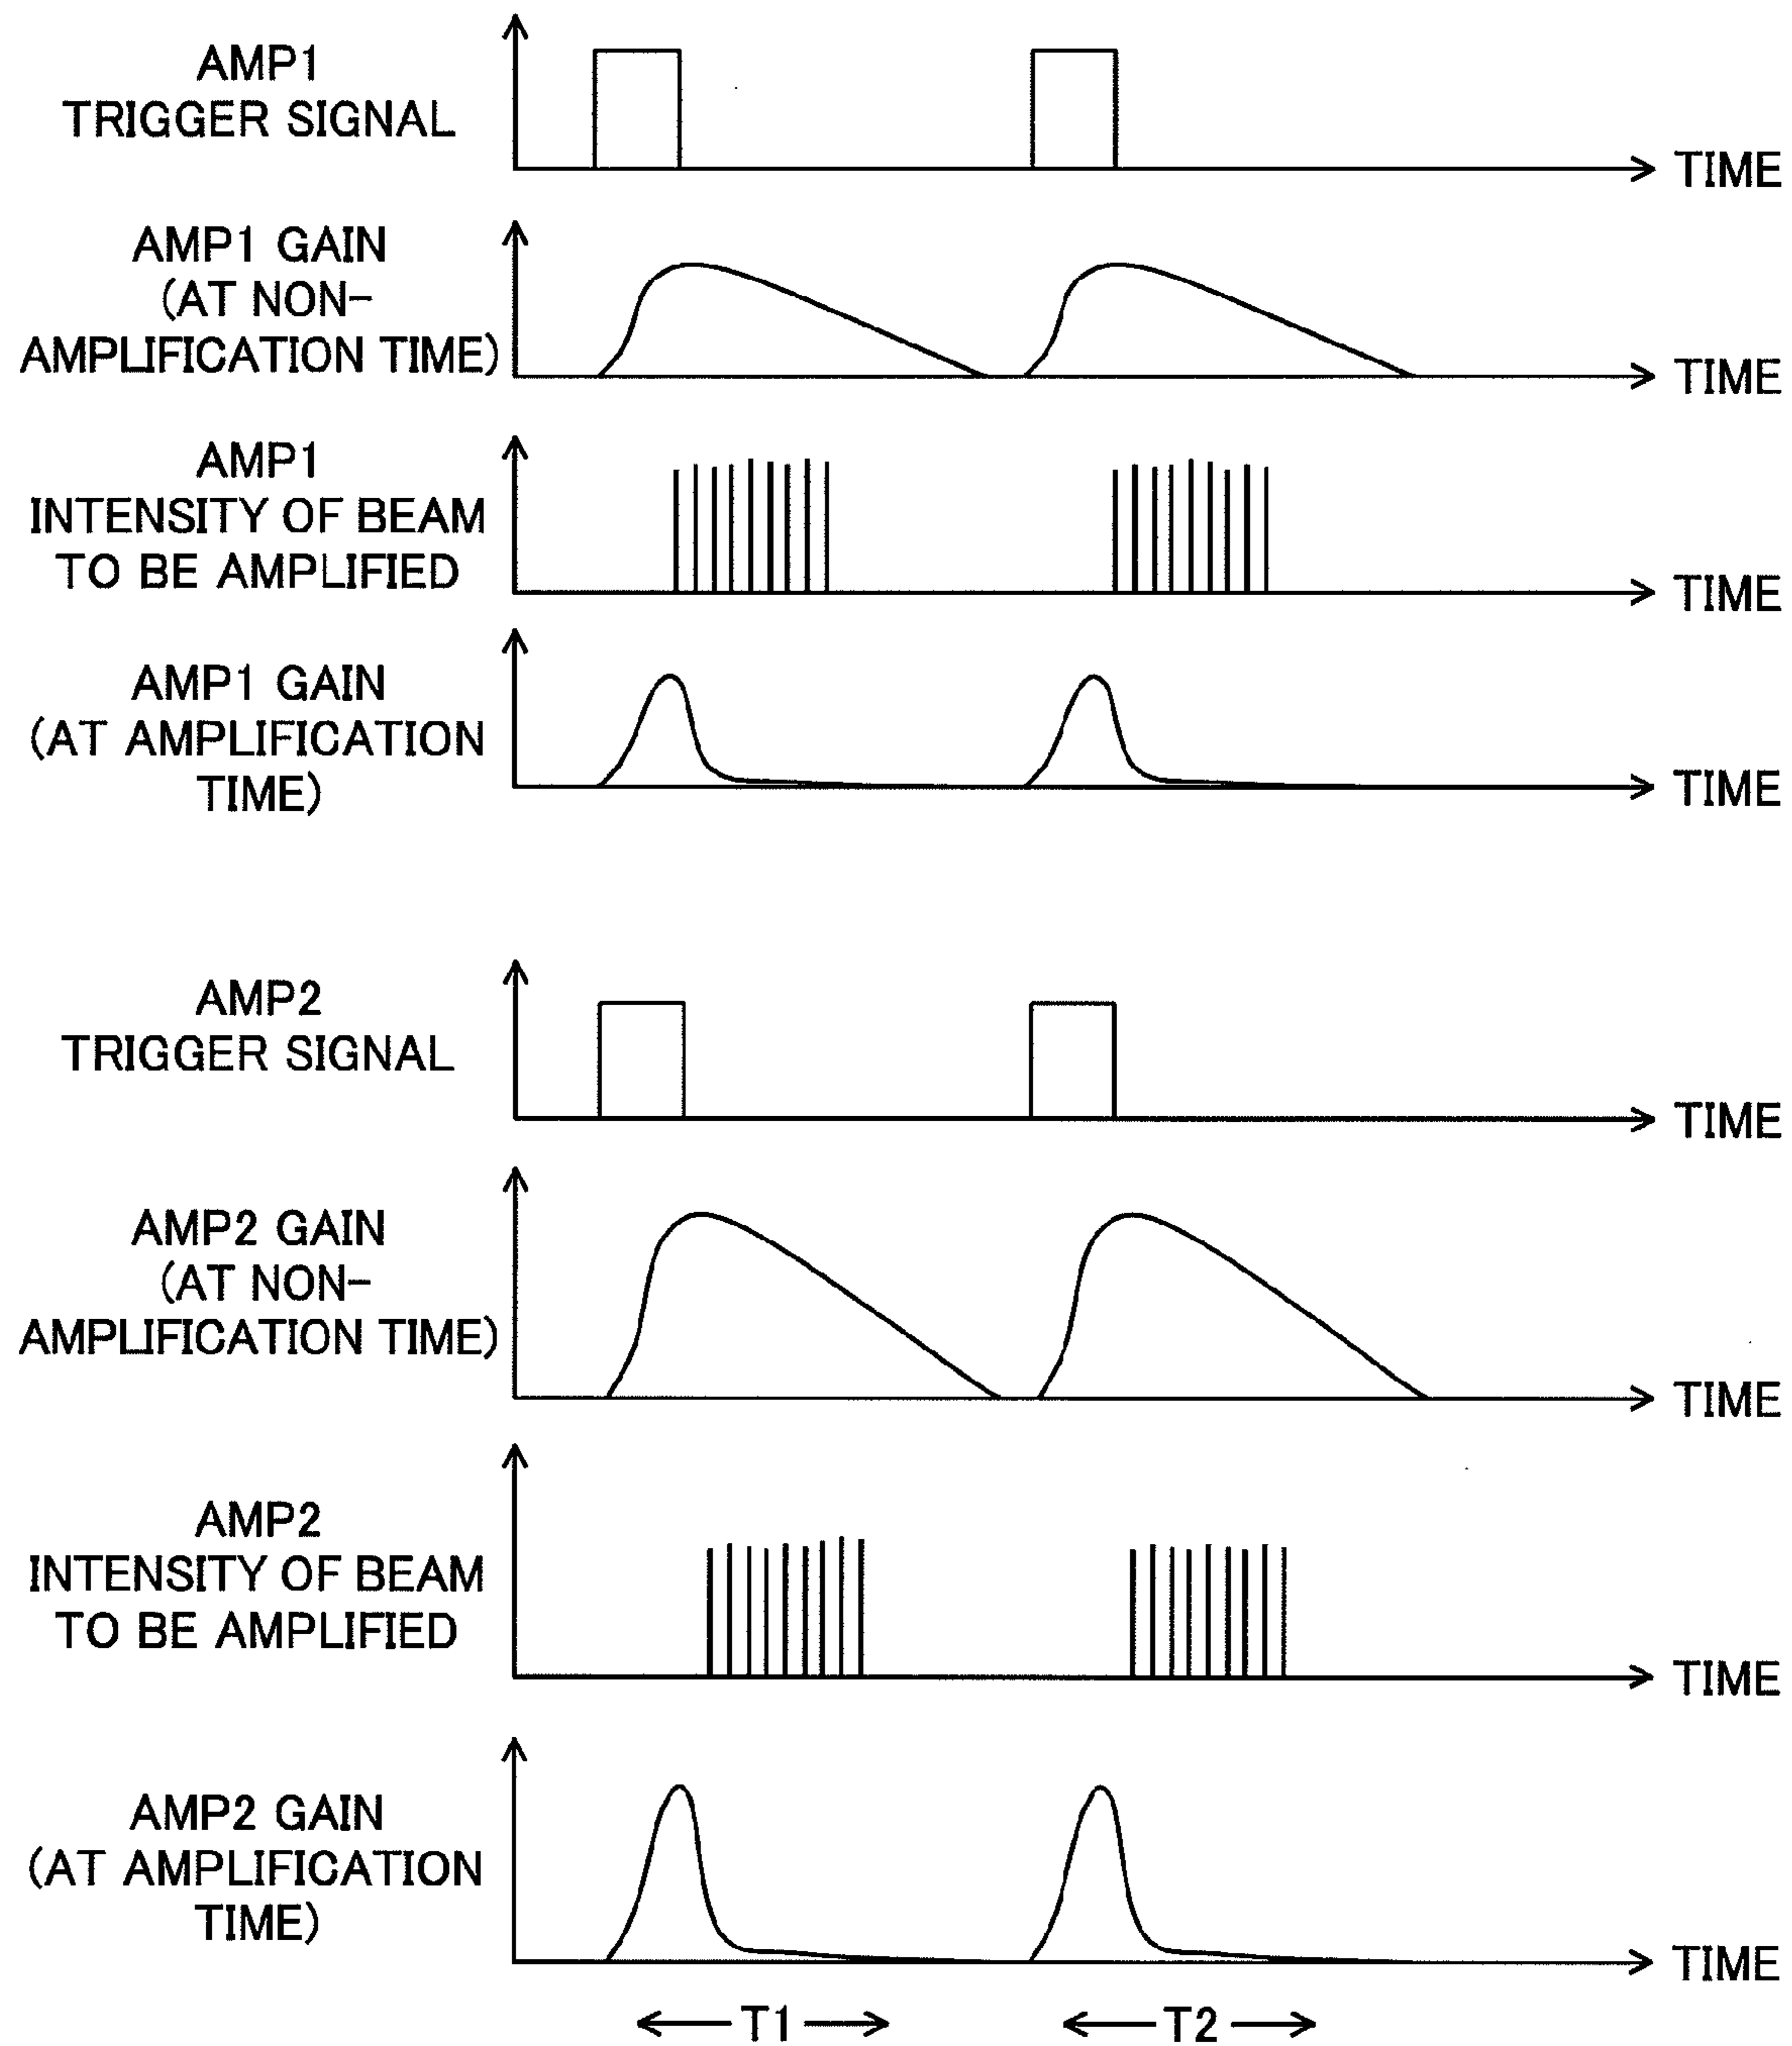 AMP1
TRIGGER SIGNAL
TIME
AMP1 GAIN
(AT NON-
AMPLIFICATION TIME)
TIME
AMP1
INTENSITY OF BEAM
TO BE AMPLIFIED
TIME
AMP1 GAIN
(AT AMPLIFICATION
TIME)
TIME
AMP2
TRIGGER SIGNAL
TIME
AMP2 GAIN
(AT NON-
AMPLIFICATION TIME)
TIME
AMP2
INTENSITY OF BEAM
TO BE AMPLIFIED
TIME
AMP2 GAIN
(AT AMPLIFICATION
TIME)
TIME
T1
T2